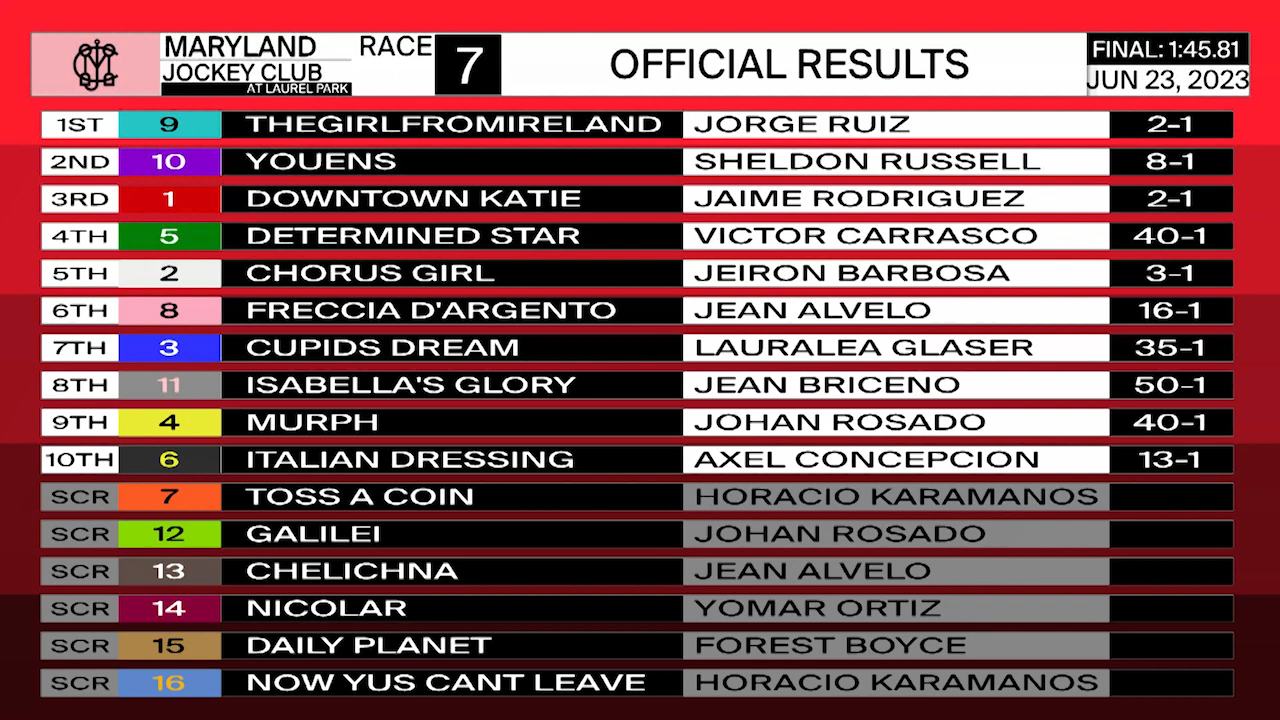 MARYLAND
JOCKEY CLUB
AT LAUREL PARK
RACE 7
OFFICIAL RESULTS
FINAL: 1:45.81
JUN 23, 2023
1ST 9 THEGIRLFROMIRELAND JORGE RUIZ 2-1
2ND 10 YOUENS SHELDON RUSSELL 8-1
3RD 1 DOWNTOWN KATIE JAIME RODRIGUEZ 2-1
4TH 5 DETERMINED STAR VICTOR CARRASCO 40-1
5TH 2 CHORUS GIRL JEIRON BARBOSA 3-1
6TH 8 FRECCIA D'ARGENTO JEAN ALVELO 16-1
7TH 3 CUPIDS DREAM LAURALEA GLASER 35-1
8TH 11 ISABELLA'S GLORY JEAN BRICENO 50-1
9TH 4 MURPH JOHAN ROSADO 40-1
10TH 6 ITALIAN DRESSING AXEL CONCEPCION 13-1
SCR 7 TOSS A COIN HORACIO KARAMANOS
SCR 12 GALILEI JOHAN ROSADO
SCR 13 CHELICHNA JEAN ALVELO
SCR 14 NICOLAR YOMAR ORTIZ
SCR 15 DAILY PLANET FOREST BOYCE
SCR 16 NOW YUS CANT LEAVE HORACIO KARAMANOS